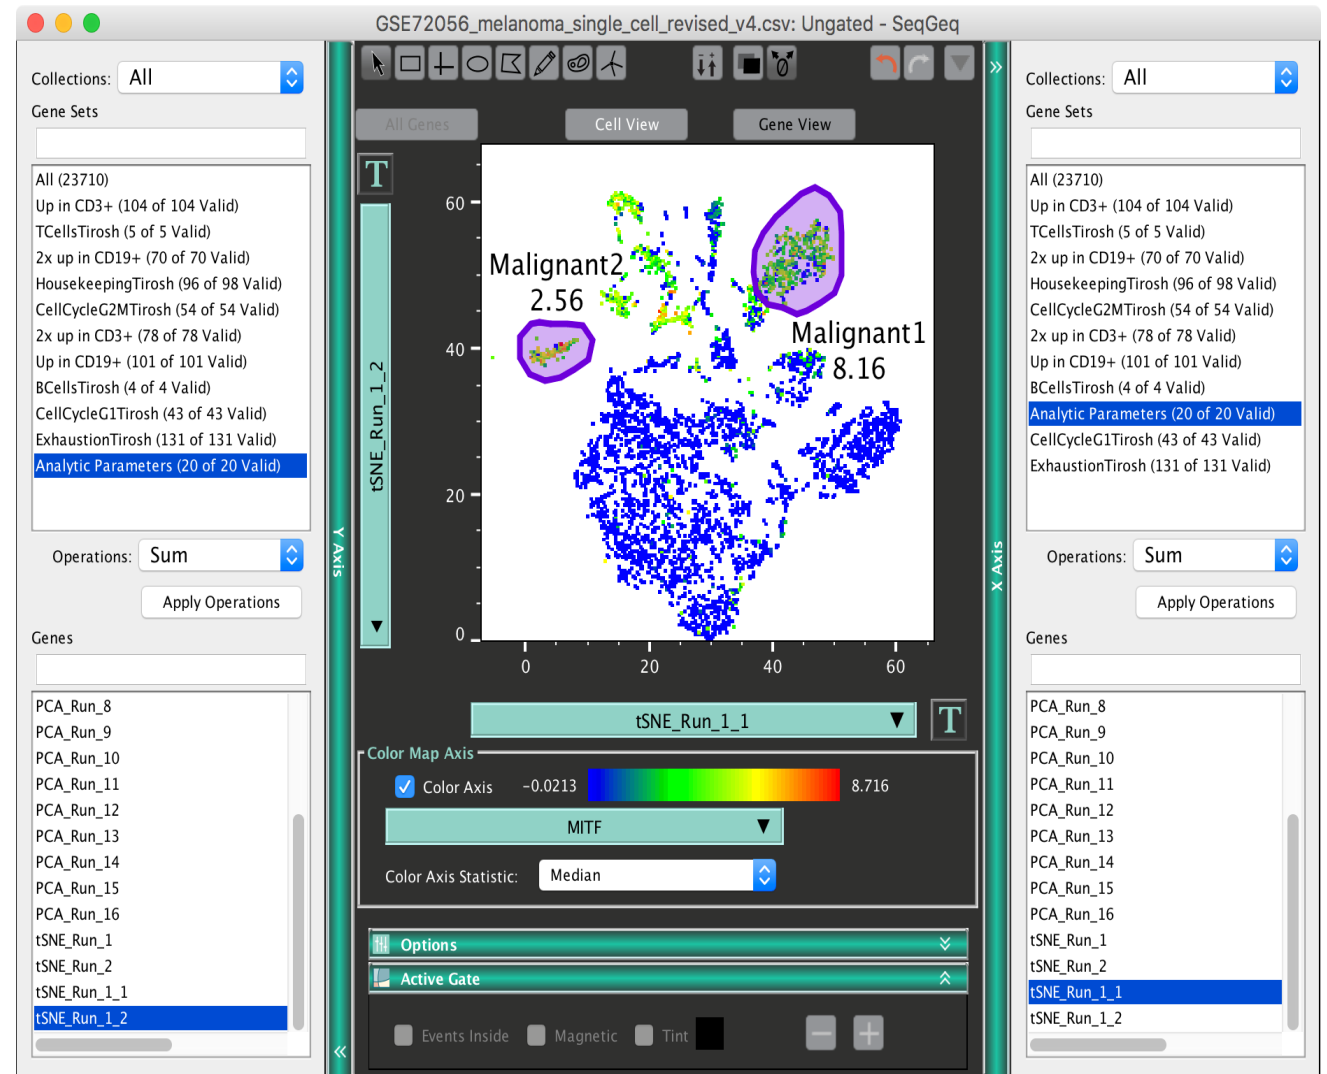 GSE72056_melanoma_single_cell_revised_v4.csv: Ungated - SeqGeq
Collections: All
Gene Sets
All (23710)
Up in CD3+ (104 of 104 Valid)
TCellsTirosh (5 of 5 Valid)
2x up in CD19+ (70 of 70 Valid)
HousekeepingTirosh (96 of 98 Valid)
CellCycleG2MTirosh (54 of 54 Valid)
2x up in CD3+ (78 of 78 Valid)
Up in CD19+ (101 of 101 Valid)
BCellsTirosh (4 of 4 Valid)
CellCycleG1Tirosh (43 of 43 Valid)
ExhaustionTirosh (131 of 131 Valid)
Analytic Parameters (20 of 20 Valid)
Operations: Sum
Apply Operations
Genes
PCA_Run_8
PCA_Run_9
PCA_Run_10
PCA_Run_11
PCA_Run_12
PCA_Run_13
PCA_Run_14
PCA_Run_15
PCA_Run_16
tSNE_Run_1
tSNE_Run_2
tSNE_Run_1_1
tSNE_Run_1_2
Y Axis
All Genes
Cell View
Gene View
T
tSNE_Run_1_2
60
40
20
0
Malignant2
2.56
Malignant1
8.16
0 20 40 60
tSNE_Run_1_1
T
Color Map Axis
Color Axis -0.0213 8.716
MITF
Color Axis Statistic: Median
Options
Active Gate
Events Inside Magnetic Tint
X Axis
Collections: All
Gene Sets
All (23710)
Up in CD3+ (104 of 104 Valid)
TCellsTirosh (5 of 5 Valid)
2x up in CD19+ (70 of 70 Valid)
HousekeepingTirosh (96 of 98 Valid)
CellCycleG2MTirosh (54 of 54 Valid)
2x up in CD3+ (78 of 78 Valid)
Up in CD19+ (101 of 101 Valid)
BCellsTirosh (4 of 4 Valid)
Analytic Parameters (20 of 20 Valid)
CellCycleG1Tirosh (43 of 43 Valid)
ExhaustionTirosh (131 of 131 Valid)
Operations: Sum
Apply Operations
Genes
PCA_Run_8
PCA_Run_9
PCA_Run_10
PCA_Run_11
PCA_Run_12
PCA_Run_13
PCA_Run_14
PCA_Run_15
PCA_Run_16
tSNE_Run_1
tSNE_Run_2
tSNE_Run_1_1
tSNE_Run_1_2